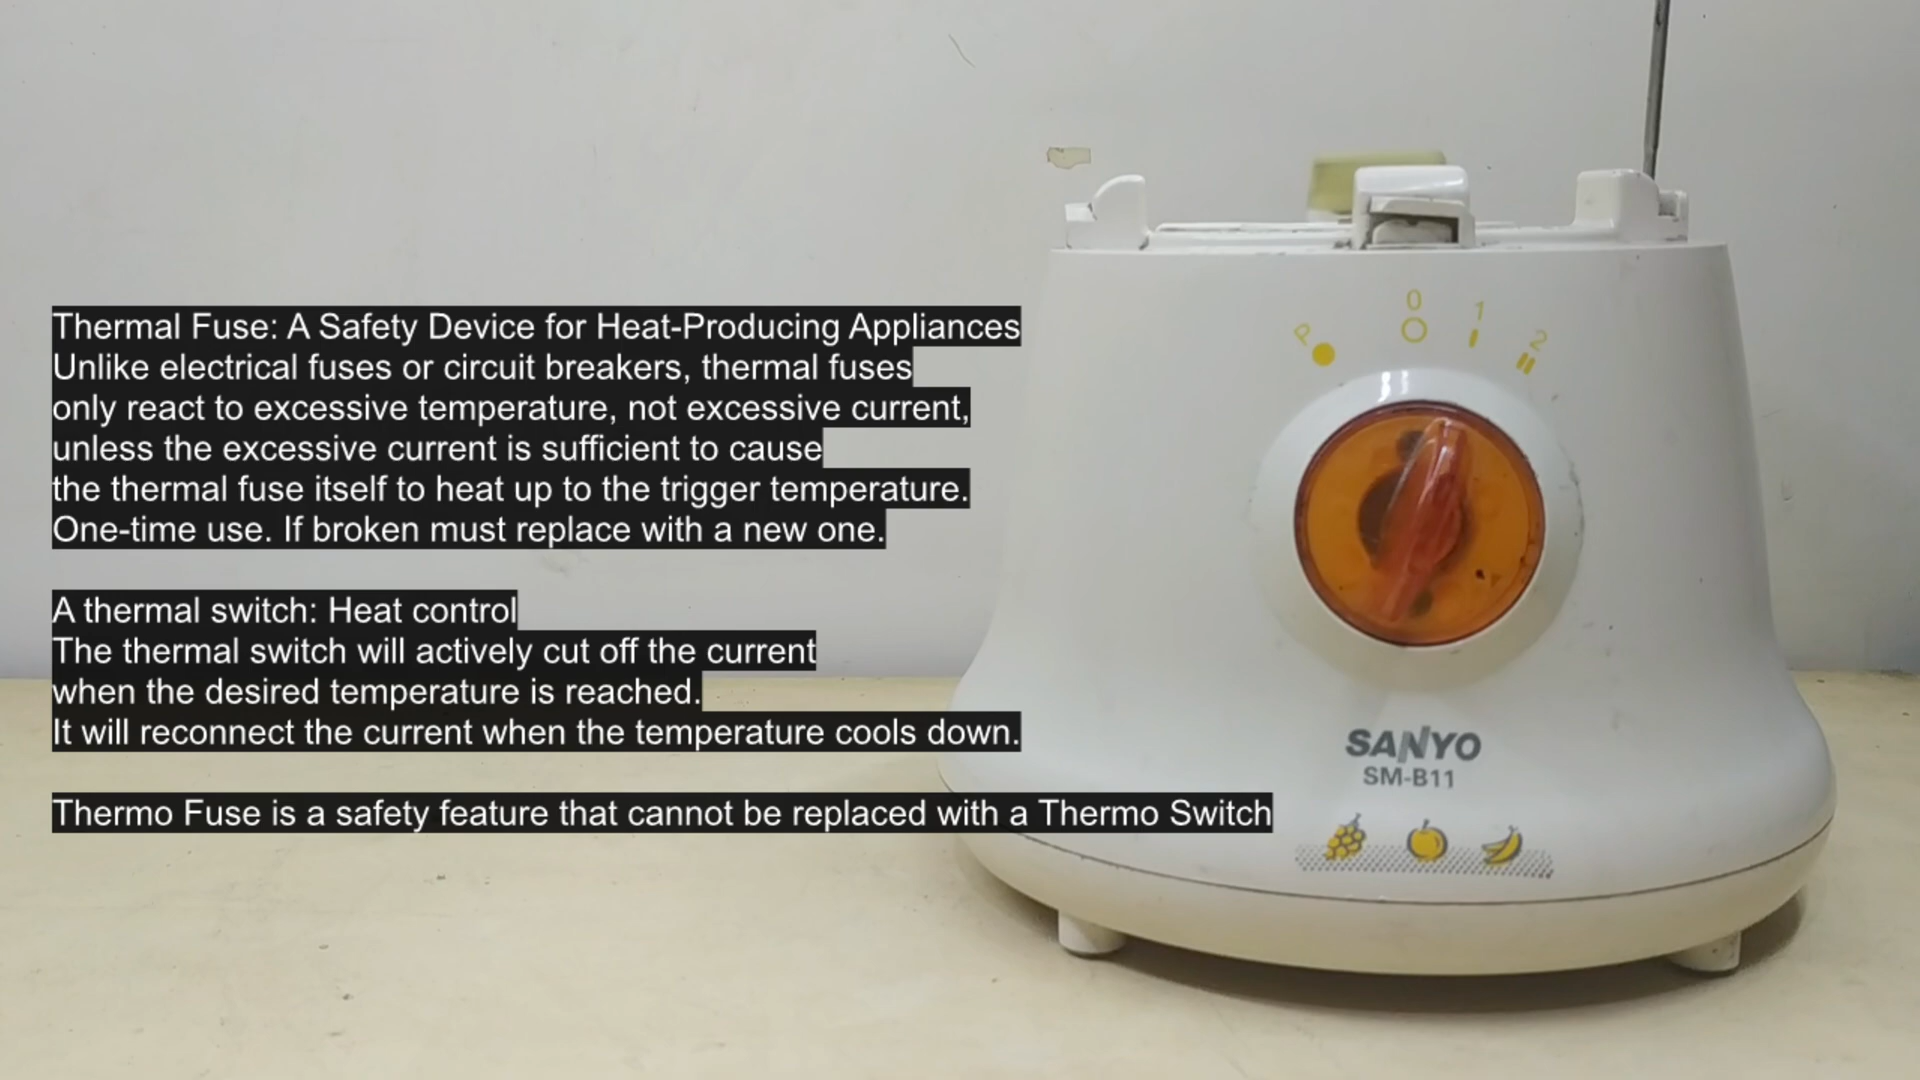 Thermal Fuse: A Safety Device for Heat-Producing Appliances
Unlike electrical fuses or circuit breakers, thermal fuses
only react to excessive temperature, not excessive current,
unless the excessive current is sufficient to cause
the thermal fuse itself to heat up to the trigger temperature.
One-time use. If broken must replace with a new one.
A thermal switch: Heat control
The thermal switch will actively cut off the current
when the desired temperature is reached.
It will reconnect the current when the temperature cools down.
Thermo Fuse is a safety feature that cannot be replaced with a Thermo Switch
P 0 1 2
SANYO
SM-B11